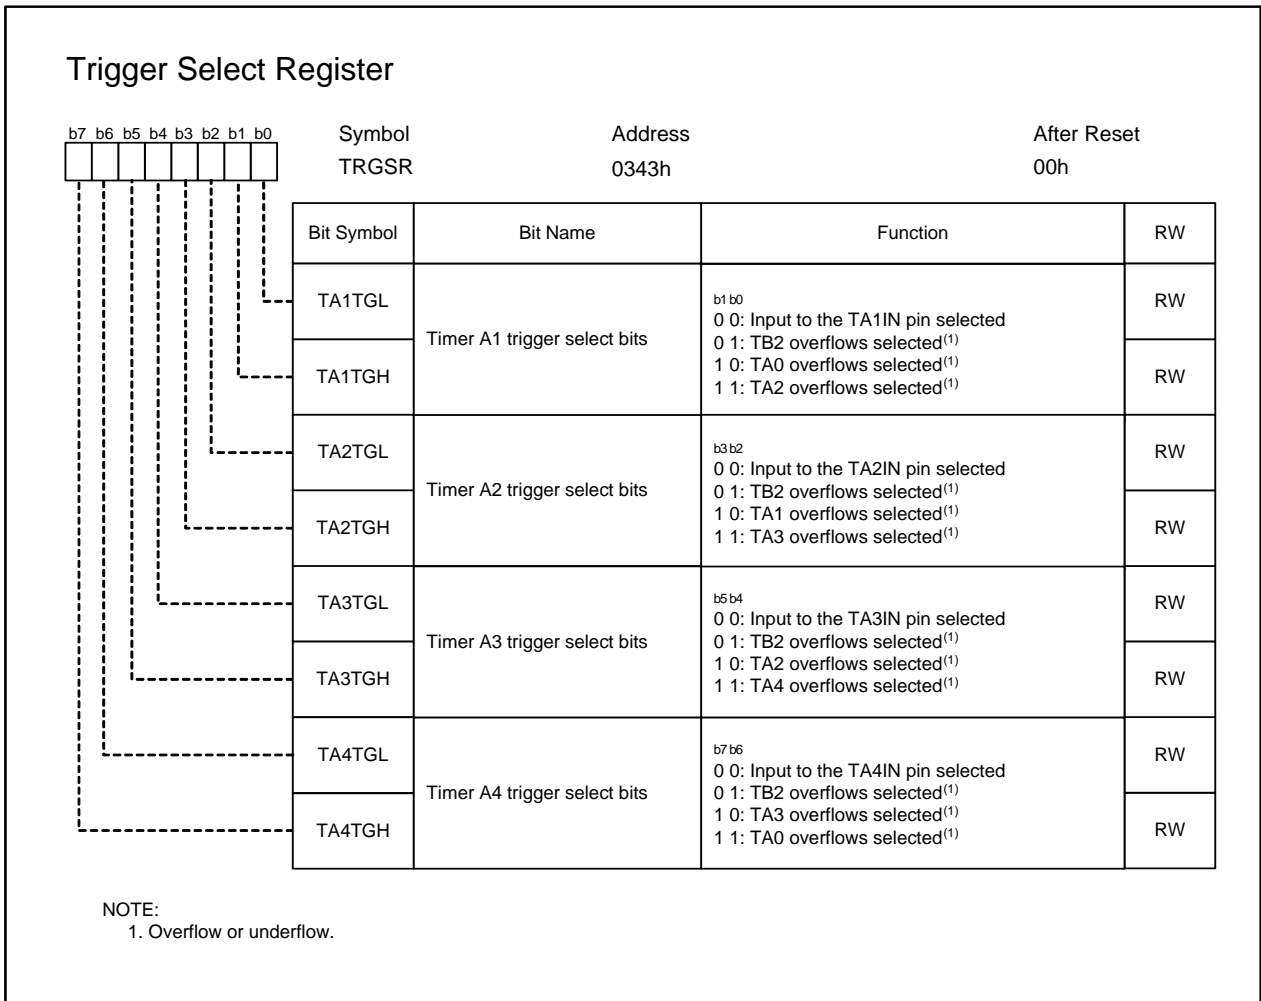 Trigger Select Register
b7 b6 b5 b4 b3 b2 b1 b0
Symbol Address After Reset
TRGSR 0343h 00h
Bit Symbol Bit Name Function RW
TA1TGL RW
TA1TGH RW
Timer A1 trigger select bits
b1 b0
0 0: Input to the TA1IN pin selected
0 1: TB2 overflows selected(1)
1 0: TA0 overflows selected(1)
1 1: TA2 overflows selected(1)
TA2TGL RW
TA2TGH RW
Timer A2 trigger select bits
b3 b2
0 0: Input to the TA2IN pin selected
0 1: TB2 overflows selected(1)
1 0: TA1 overflows selected(1)
1 1: TA3 overflows selected(1)
TA3TGL RW
TA3TGH RW
Timer A3 trigger select bits
b5 b4
0 0: Input to the TA3IN pin selected
0 1: TB2 overflows selected(1)
1 0: TA2 overflows selected(1)
1 1: TA4 overflows selected(1)
TA4TGL RW
TA4TGH RW
Timer A4 trigger select bits
b7 b6
0 0: Input to the TA4IN pin selected
0 1: TB2 overflows selected(1)
1 0: TA3 overflows selected(1)
1 1: TA0 overflows selected(1)
NOTE:
1. Overflow or underflow.